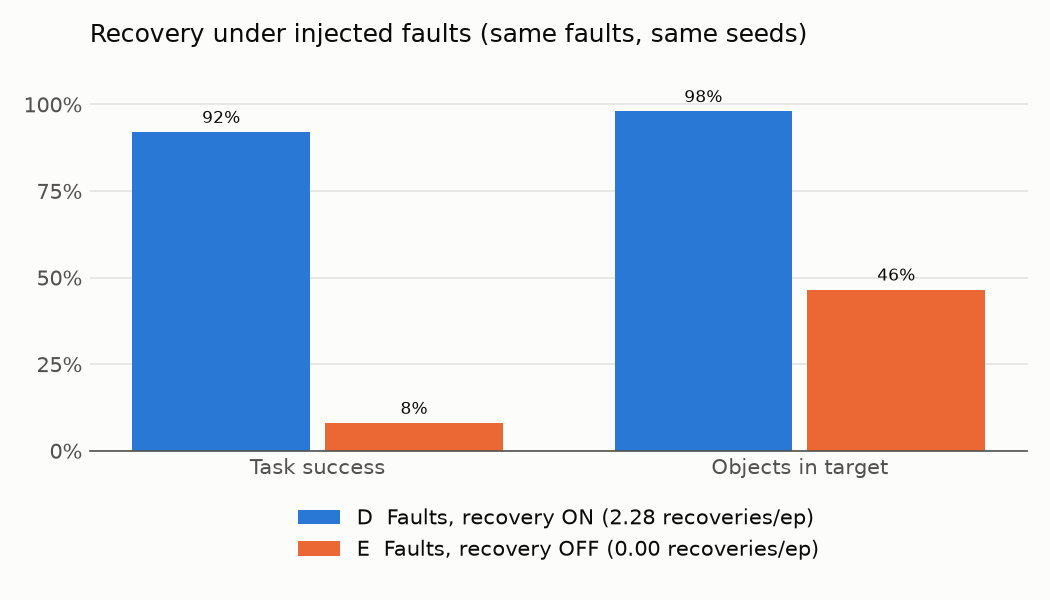 Recovery under injected faults (same faults, same seeds)
100%
75%
50%
25%
0%
92%
8%
98%
46%
Task success
Objects in target
D  Faults, recovery ON (2.28 recoveries/ep)
E  Faults, recovery OFF (0.00 recoveries/ep)